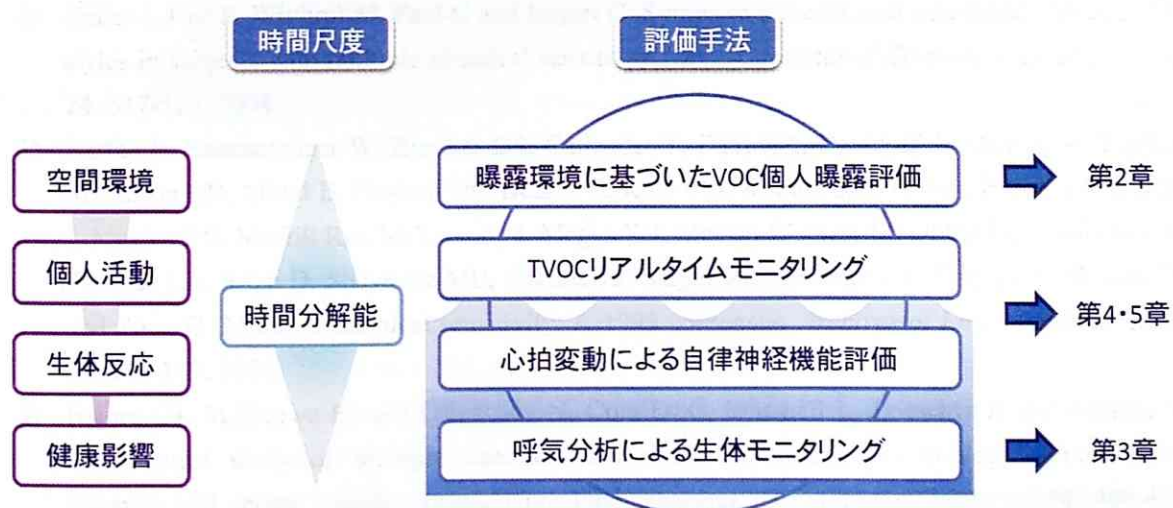 時間尺度
評価手法
空間環境
個人活動
生体反応
健康影響
時間分解能
曝露環境に基づいたVOC個人曝露評価
TVOCリアルタイムモニタリング
心拍変動による自律神経機能評価
呼気分析による生体モニタリング
第2章
第4・5章
第3章